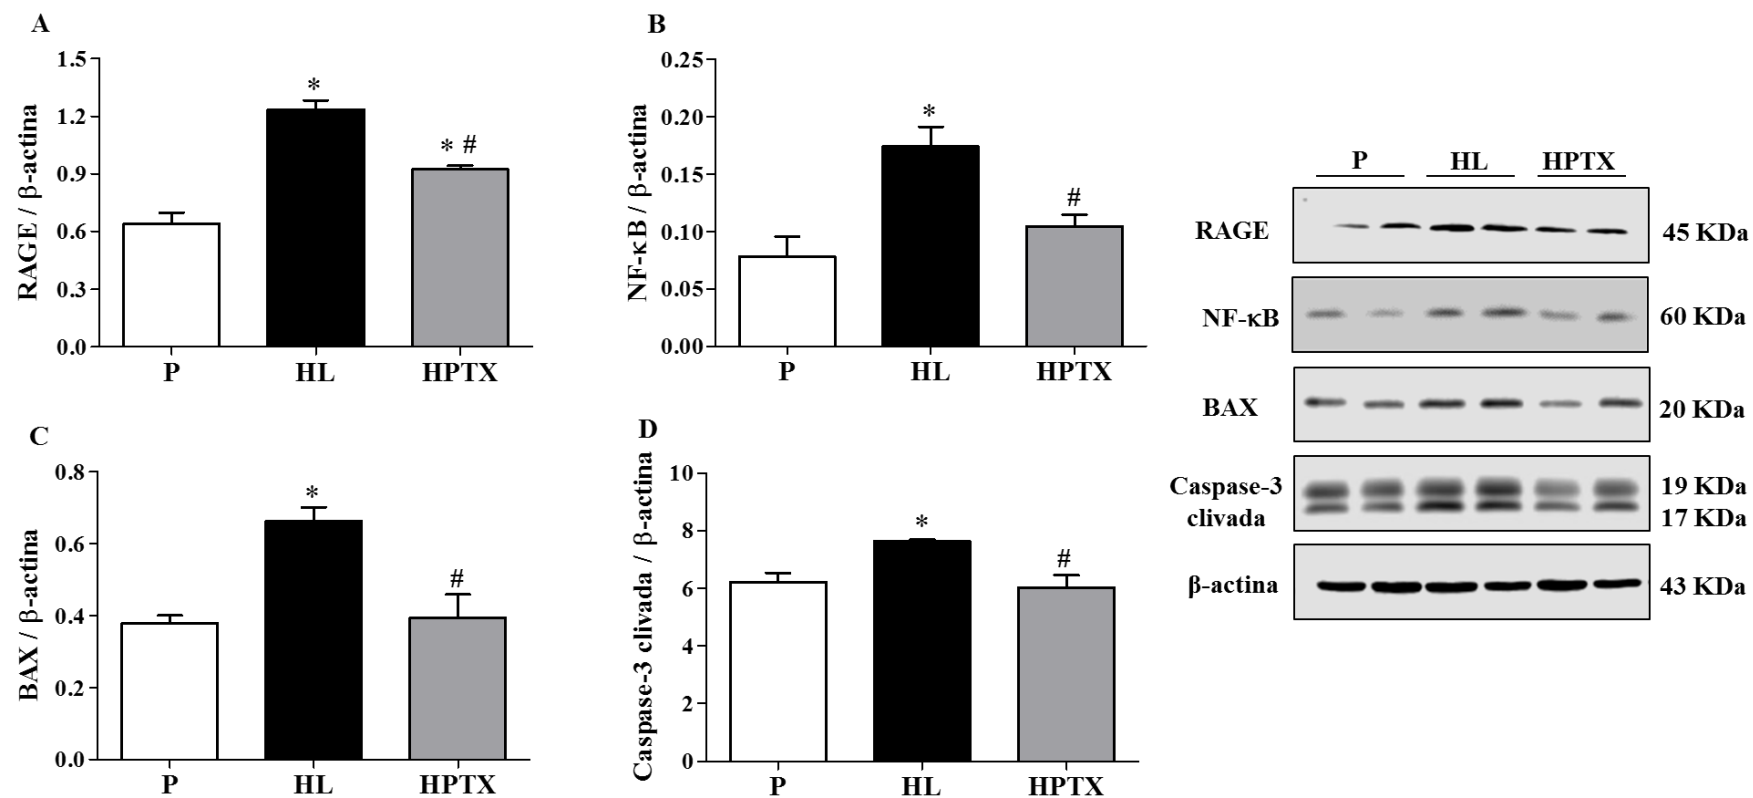 A
RAGE / β-actina
1.5
1.2
0.9
0.6
0.3
0.0
*
* #
P HL HPTX
B
NF-κB / β-actina
0.25
0.20
0.15
0.10
0.05
0.00
*
#
P HL HPTX
C
BAX / β-actina
0.8
0.6
0.4
0.2
0.0
*
#
P HL HPTX
D
Caspase-3 clivada / β-actina
10
8
6
4
2
0
*
#
P HL HPTX
P HL HPTX
RAGE 45 KDa
NF-κB 60 KDa
BAX 20 KDa
Caspase-3 19 KDa
clivada 17 KDa
β-actina 43 KDa